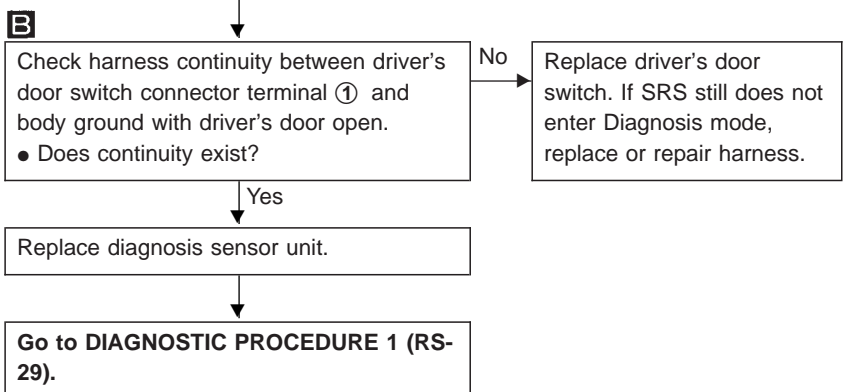 B
Check harness continuity between driver's
door switch connector terminal ① and
body ground with driver's door open.
● Does continuity exist?
No
Replace driver's door
switch. If SRS still does not
enter Diagnosis mode,
replace or repair harness.
Yes
Replace diagnosis sensor unit.
Go to DIAGNOSTIC PROCEDURE 1 (RS-
29).